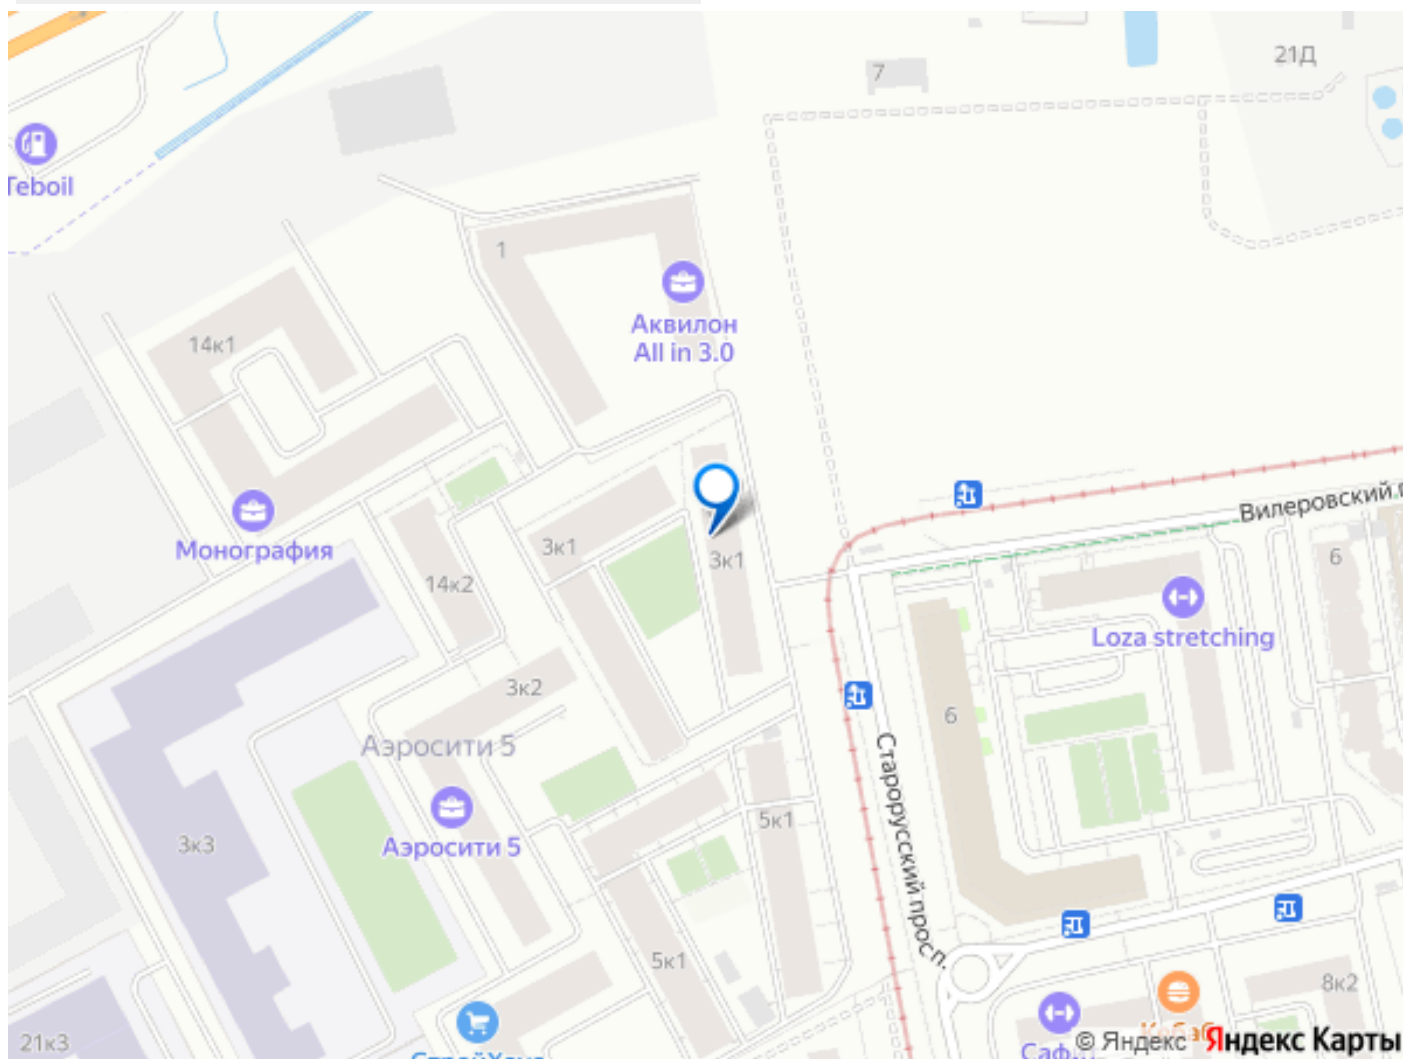 21Д
7
Teboil
1
Аквилон
All in 3.0
14к1
Вилеровский
6
Монография
3к1
3к1
14к2
Loza stretching
3к2
6
Аэросити 5
Старорусский просп.
5к1
3к3
Аэросити 5
5к1
8к2
21к3
© Яндекс Яндекс Карты